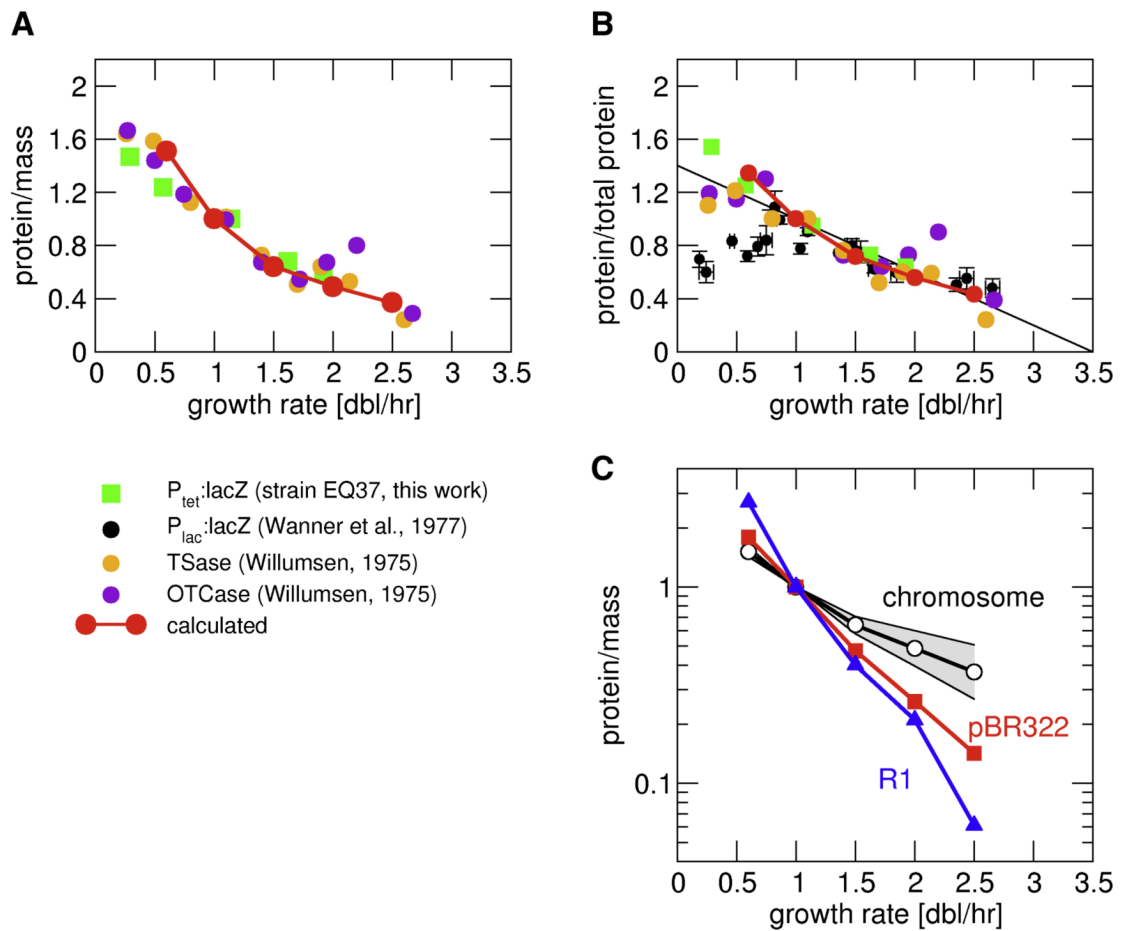 A
2
1.6
1.2
0.8
0.4
0
0 0.5 1 1.5 2 2.5 3 3.5
protein/mass
growth rate [dbl/hr]
B
2
1.6
1.2
0.8
0.4
0
0 0.5 1 1.5 2 2.5 3 3.5
protein/total protein
growth rate [dbl/hr]
Ptet:lacZ (strain EQ37, this work)
Plac:lacZ (Wanner et al., 1977)
TSase (Willumsen, 1975)
OTCase (Willumsen, 1975)
calculated
C
1
0.1
0 0.5 1 1.5 2 2.5 3 3.5
protein/mass
growth rate [dbl/hr]
chromosome
pBR322
R1